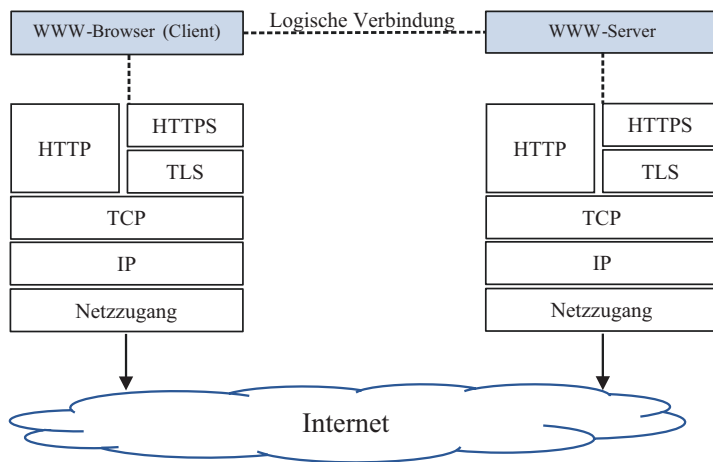 Logische Verbindung
WWW-Browser (Client)
WWW-Server
HTTP
HTTPS
TLS
TCP
IP
Netzzugang
HTTP
HTTPS
TLS
TCP
IP
Netzzugang
Internet